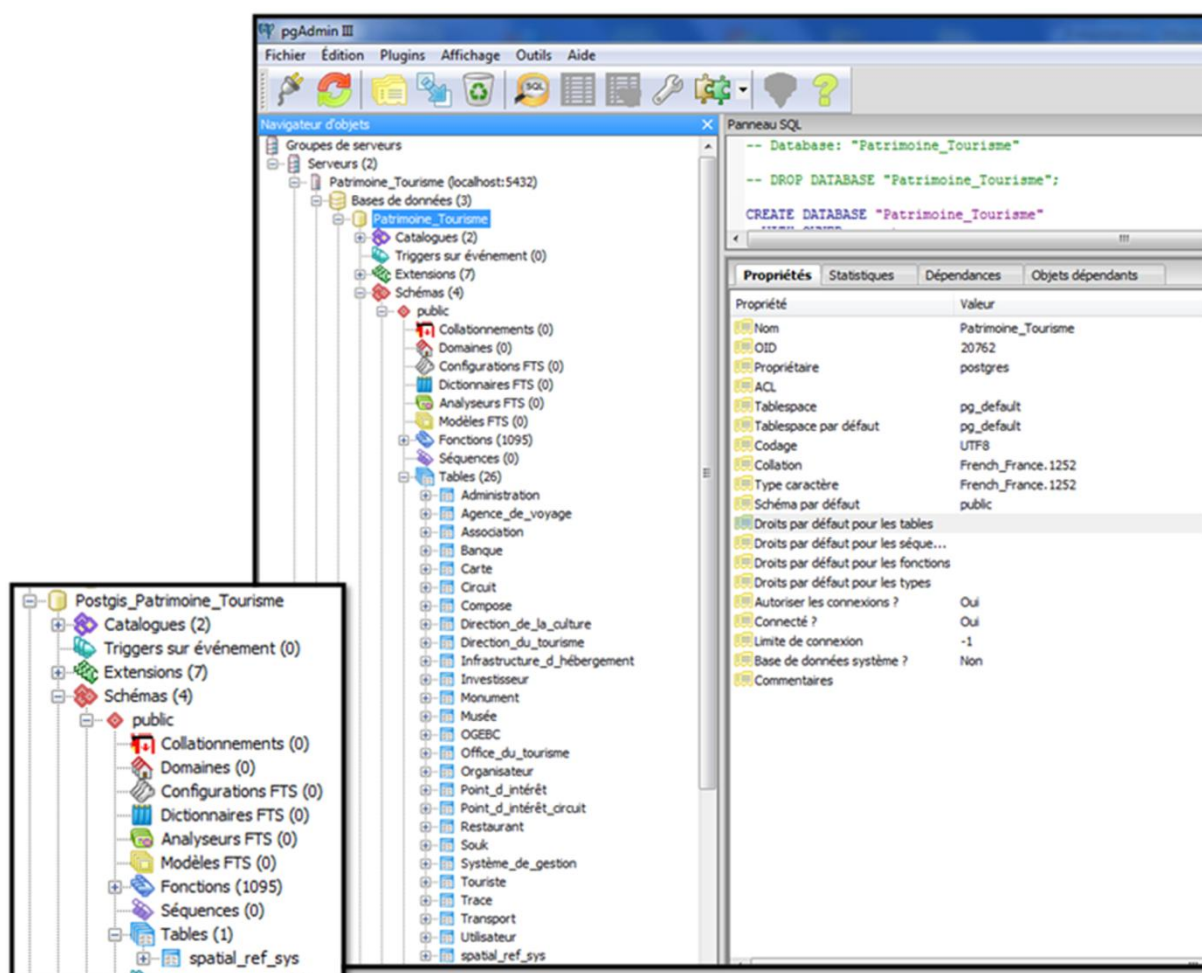 pgAdmin III
Fichier Édition Plugins Affichage Outils Aide
SQL
Navigateur d'objets
Groupes de serveurs
Serveurs (2)
Patrimoine_Tourisme (localhost:5432)
Bases de données (3)
Patrimoine_Tourisme
Catalogues (2)
Triggers sur événement (0)
Extensions (7)
Schémas (4)
public
Collationnements (0)
Domaines (0)
Configurations FTS (0)
Dictionnaires FTS (0)
Analyseurs FTS (0)
Modèles FTS (0)
Fonctions (1095)
Séquences (0)
Tables (26)
Administration
Agence_de_voyage
Association
Banque
Carte
Circuit
Compose
Direction_de_la_culture
Direction_du_tourisme
Infrastructure_d_hébergement
Investisseur
Monument
Musée
OGEBC
Office_du_tourisme
Organisateur
Point_d_intérêt
Point_d_intérêt_circuit
Restaurant
Souk
Système_de_gestion
Touriste
Trace
Transport
Utilisateur
spatial_ref_sys
Panneau SQL
-- Database: "Patrimoine_Tourisme"
-- DROP DATABASE "Patrimoine_Tourisme";
CREATE DATABASE "Patrimoine_Tourisme"
Propriétés Statistiques Dépendances Objets dépendants
Propriété Valeur
Nom Patrimoine_Tourisme
OID 20762
Propriétaire postgres
ACL
Tablespace pg_default
Tablespace par défaut pg_default
Codage UTF8
Collation French_France.1252
Type caractère French_France.1252
Schéma par défaut public
Droits par défaut pour les tables
Droits par défaut pour les séque...
Droits par défaut pour les fonctions
Droits par défaut pour les types
Autoriser les connexions ? Oui
Connecté ? Oui
Limite de connexion -1
Base de données système ? Non
Commentaires
Postgis_Patrimoine_Tourisme
Catalogues (2)
Triggers sur événement (0)
Extensions (7)
Schémas (4)
public
Collationnements (0)
Domaines (0)
Configurations FTS (0)
Dictionnaires FTS (0)
Analyseurs FTS (0)
Modèles FTS (0)
Fonctions (1095)
Séquences (0)
Tables (1)
spatial_ref_sys